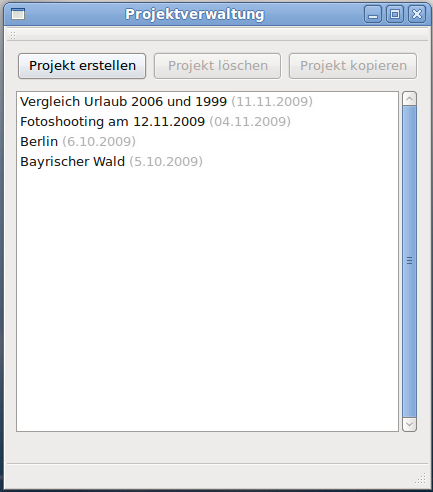 Projektverwaltung
Projekt erstellen Projekt löschen Projekt kopieren
Vergleich Urlaub 2006 und 1999 (11.11.2009)
Fotoshooting am 12.11.2009 (04.11.2009)
Berlin (6.10.2009)
Bayrischer Wald (5.10.2009)